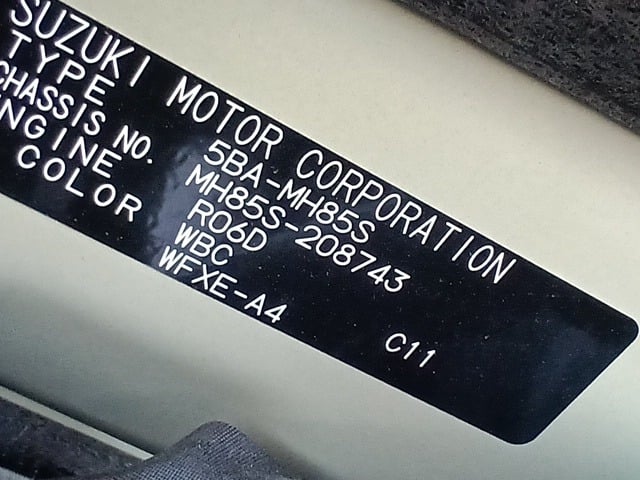 SUZUKI MOTOR CORPORATION
TYPE 5BA-MH85S
CHASSIS NO. MH85S-208743
ENGINE R06D
COLOR WBC
WFXE-A4 C11